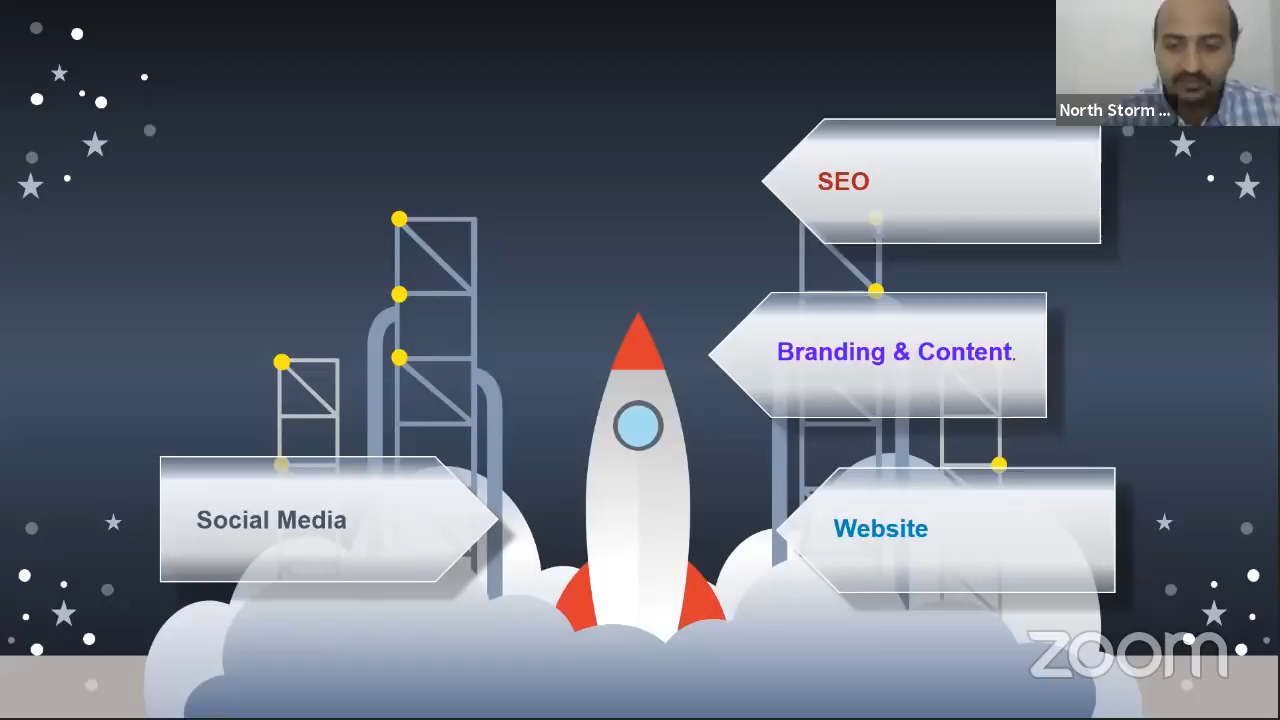 North Storm ...
SEO
Branding & Content.
Social Media
Website
zoom